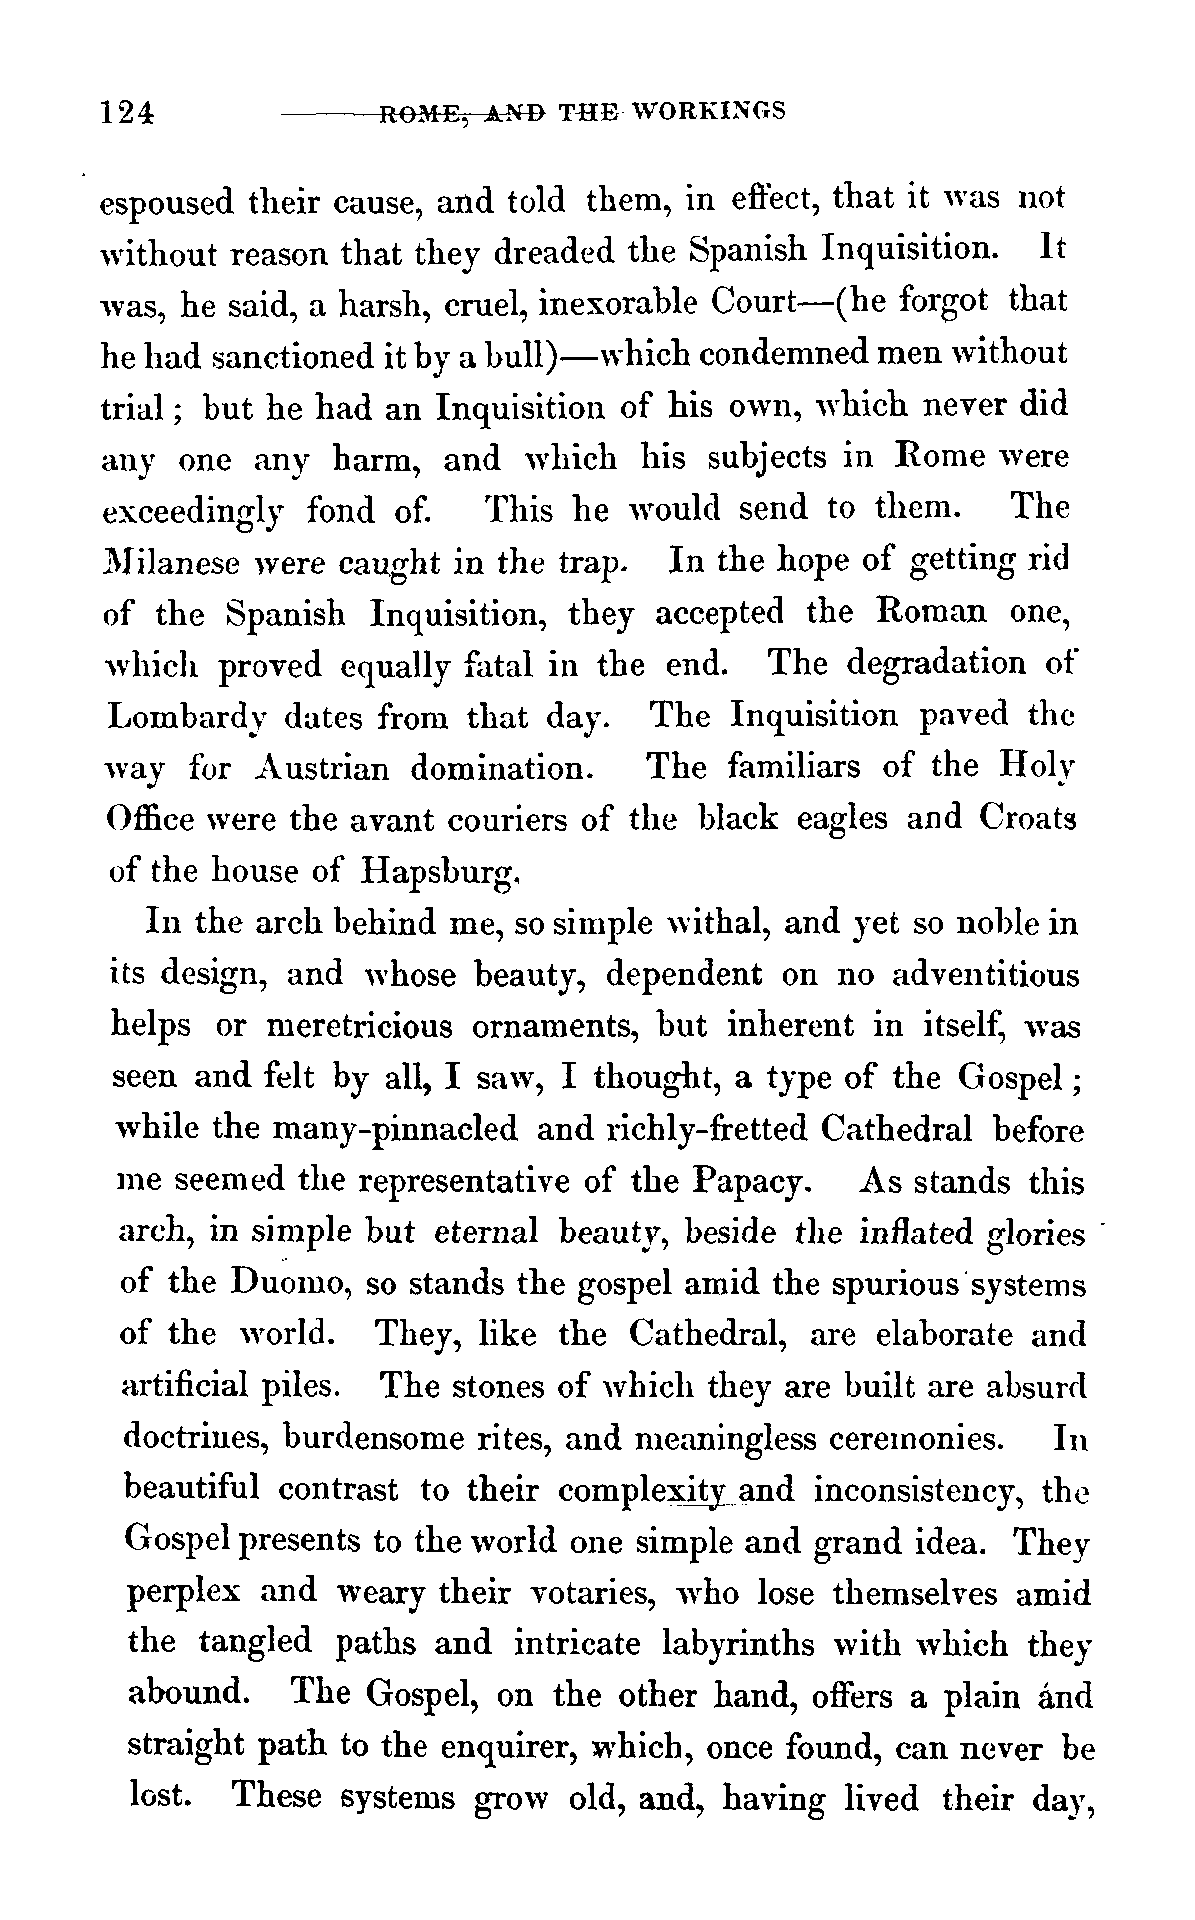 124 ROME, AND THE WORKINGS
espoused their cause, and told them, in effect, that it was not
without reason that they dreaded the Spanish Inquisition. It
was, he said, a harsh, cruel, inexorable Court—(he forgot that
he had sanctioned it by a bull)—which condemned men without
trial; but he had an Inquisition of his own, which never did
any one any harm, and which his subjects in Rome were
exceedingly fond of. This he would send to them. The
Milanese were caught in the trap. In the hope of getting rid
of the Spanish Inquisition, they accepted the Roman one,
which proved equally fatal in the end. The degradation of
Lombardy dates from that day. The Inquisition paved the
way for Austrian domination. The familiars of the Holy
Office were the avant couriers of the black eagles and Croats
of the house of Hapsburg.
In the arch behind me, so simple withal, and yet so noble in
its design, and whose beauty, dependent on no adventitious
helps or meretricious ornaments, but inherent in itself, was
seen and felt by all, I saw, I thought, a type of the Gospel;
while the many-pinnacled and richly-fretted Cathedral before
me seemed the representative of the Papacy. As stands this
arch, in simple but eternal beauty, beside the inflated glories
of the Duomo, so stands the gospel amid the spurious systems
of the world. They, like the Cathedral, are elaborate and
artificial piles. The stones of which they are built are absurd
doctrines, burdensome rites, and meaningless ceremonies. In
beautiful contrast to their complexity and inconsistency, the
Gospel presents to the world one simple and grand idea. They
perplex and weary their votaries, who lose themselves amid
the tangled paths and intricate labyrinths with which they
abound. The Gospel, on the other hand, offers a plain and
straight path to the enquirer, which, once found, can never be
lost. These systems grow old, and, having lived their day,